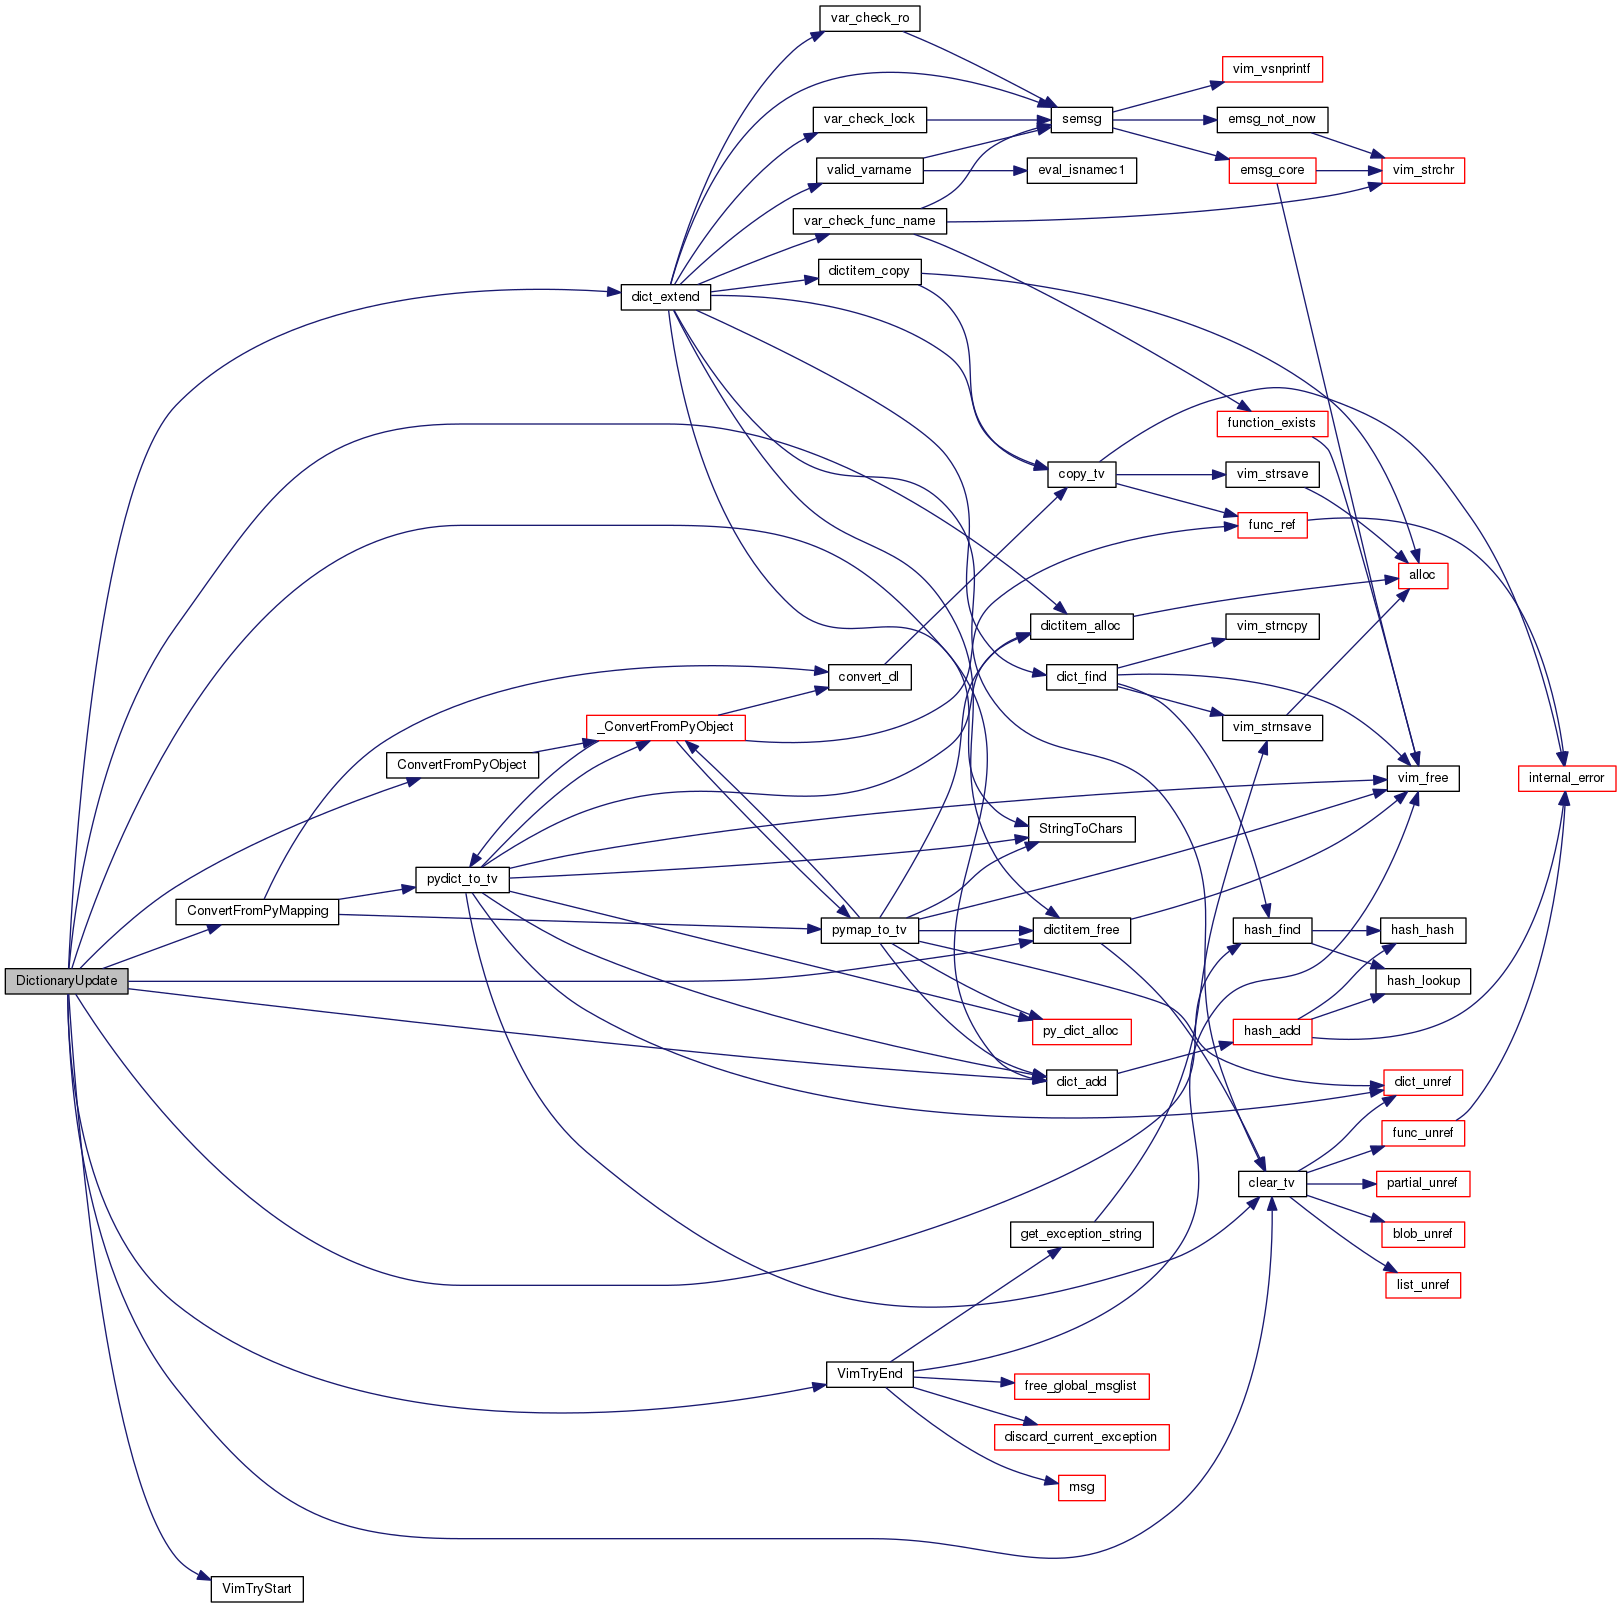 var_check_ro
vim_vsnprintf
var_check_lock
semsg
emsg_not_now
valid_varname
eval_isnamec1
emsg_core
vim_strchr
var_check_func_name
dictitem_copy
dict_extend
function_exists
copy_tv
vim_strsave
func_ref
alloc
dictitem_alloc
vim_strncpy
convert_dl
dict_find
_ConvertFromPyObject
vim_strnsave
ConvertFromPyObject
vim_free
internal_error
StringToChars
pydict_to_tv
ConvertFromPyMapping
pymap_to_tv
dictitem_free
hash_find
hash_hash
DictionaryUpdate
hash_lookup
py_dict_alloc
hash_add
dict_add
dict_unref
func_unref
clear_tv
partial_unref
get_exception_string
blob_unref
list_unref
VimTryEnd
free_global_msglist
discard_current_exception
msg
VimTryStart